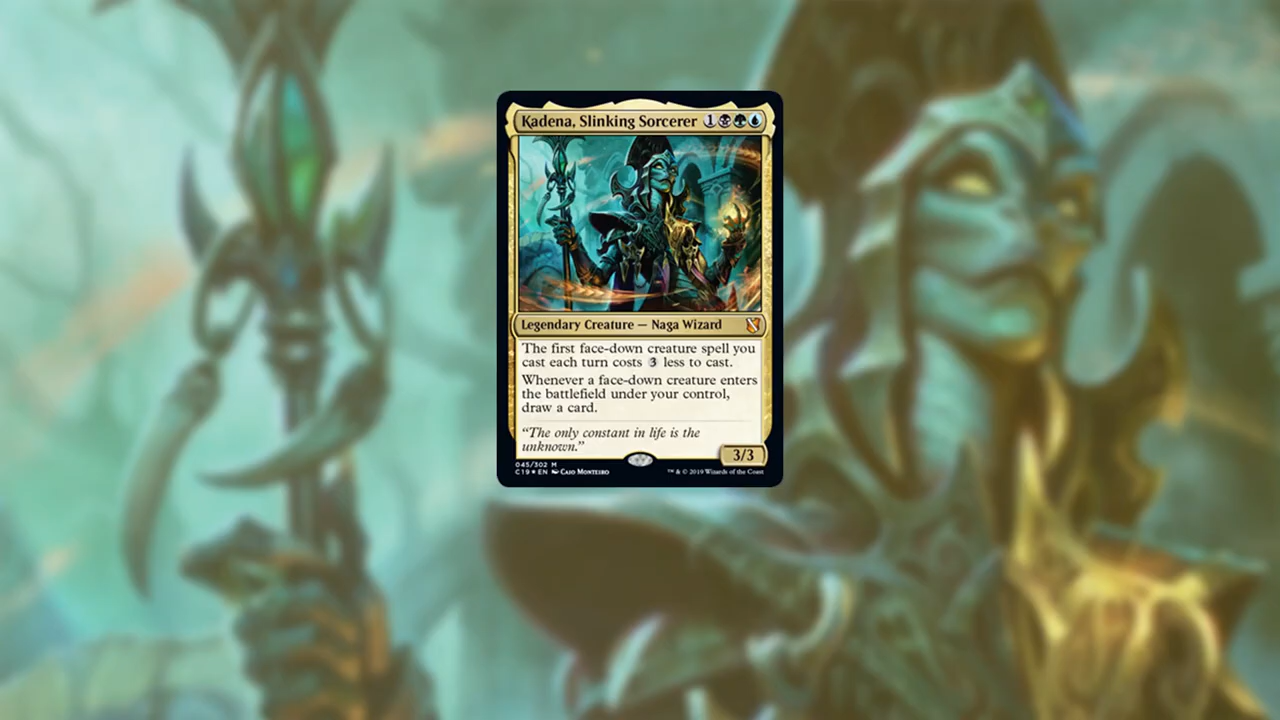 Kadena, Slinking Sorcerer 1
Legendary Creature — Naga Wizard
The first face-down creature spell you
cast each turn costs 3 less to cast.
Whenever a face-down creature enters
the battlefield under your control,
draw a card.
“The only constant in life is the
unknown.”
3/3
045/302 M
C19 ★ EN Caio Monteiro
™ & © 2019 Wizards of the Coast